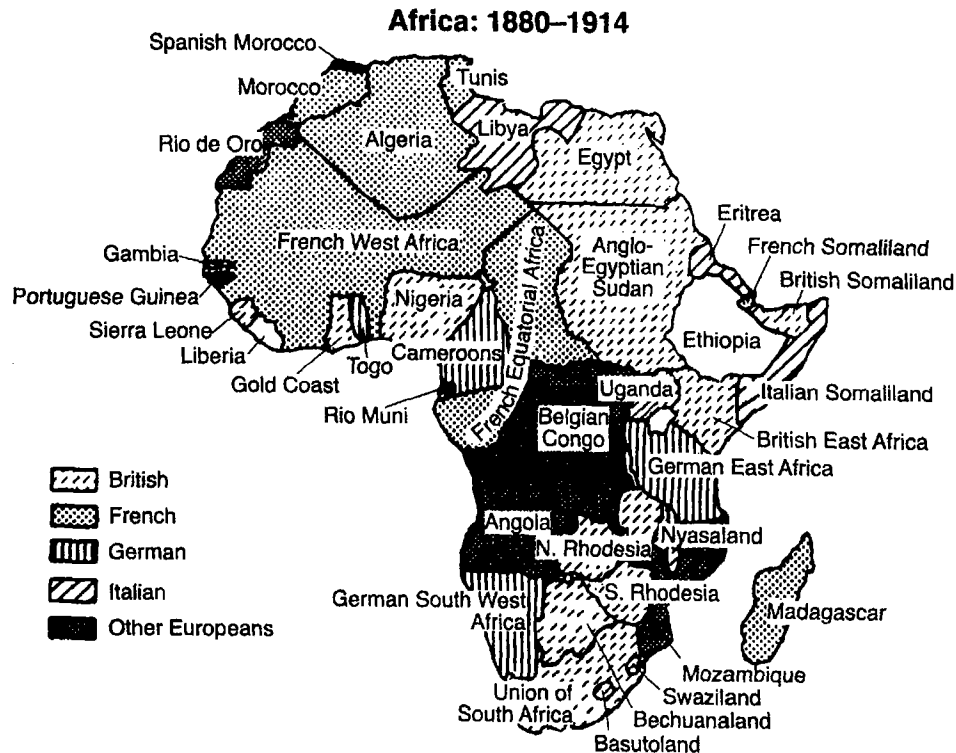 Africa: 1880–1914
Spanish Morocco
Morocco
Tunis
Rio de Oro
Algeria
Libya
Egypt
Eritrea
French Somaliland
British Somaliland
Gambia
French West Africa
Anglo-
Egyptian
Sudan
Portuguese Guinea
Nigeria
French Equatorial Africa
Sierra Leone
Liberia
Ethiopia
Cameroons
Togo
Gold Coast
Uganda
Italian Somaliland
Rio Muni
Belgian
Congo
British East Africa
German East Africa
British
French
German
Italian
Other Europeans
Angola
N. Rhodesia
Nyasaland
S. Rhodesia
German South West
Africa
Madagascar
Mozambique
Swaziland
Union of
South Africa
Bechuanaland
Basutoland